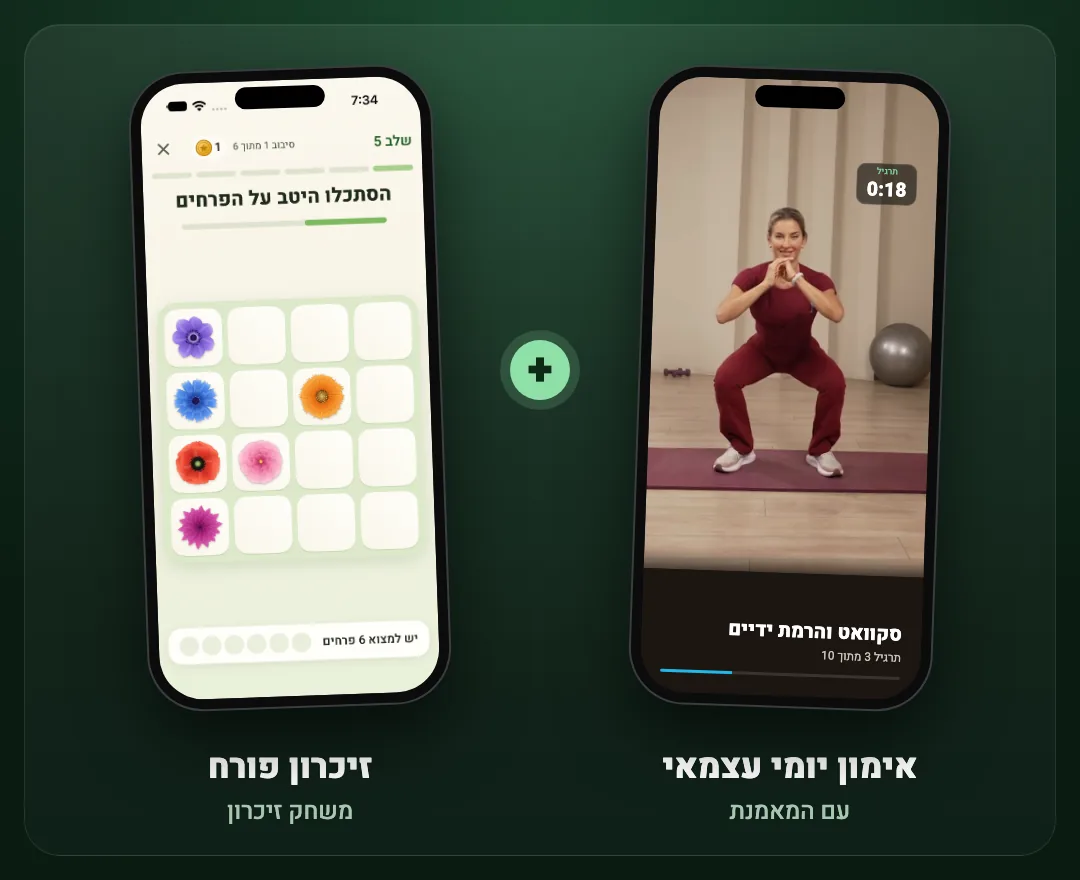 7:34
שלב 5
סיבוב 1 מתוך 6
1
הסתכלו היטב על הפרחים
יש למצוא 6 פרחים
זיכרון פורח
משחק זיכרון
תרגיל
0:18
סקוואט והרמת ידיים
תרגיל 3 מתוך 10
אימון יומי עצמאי
עם המאמנת